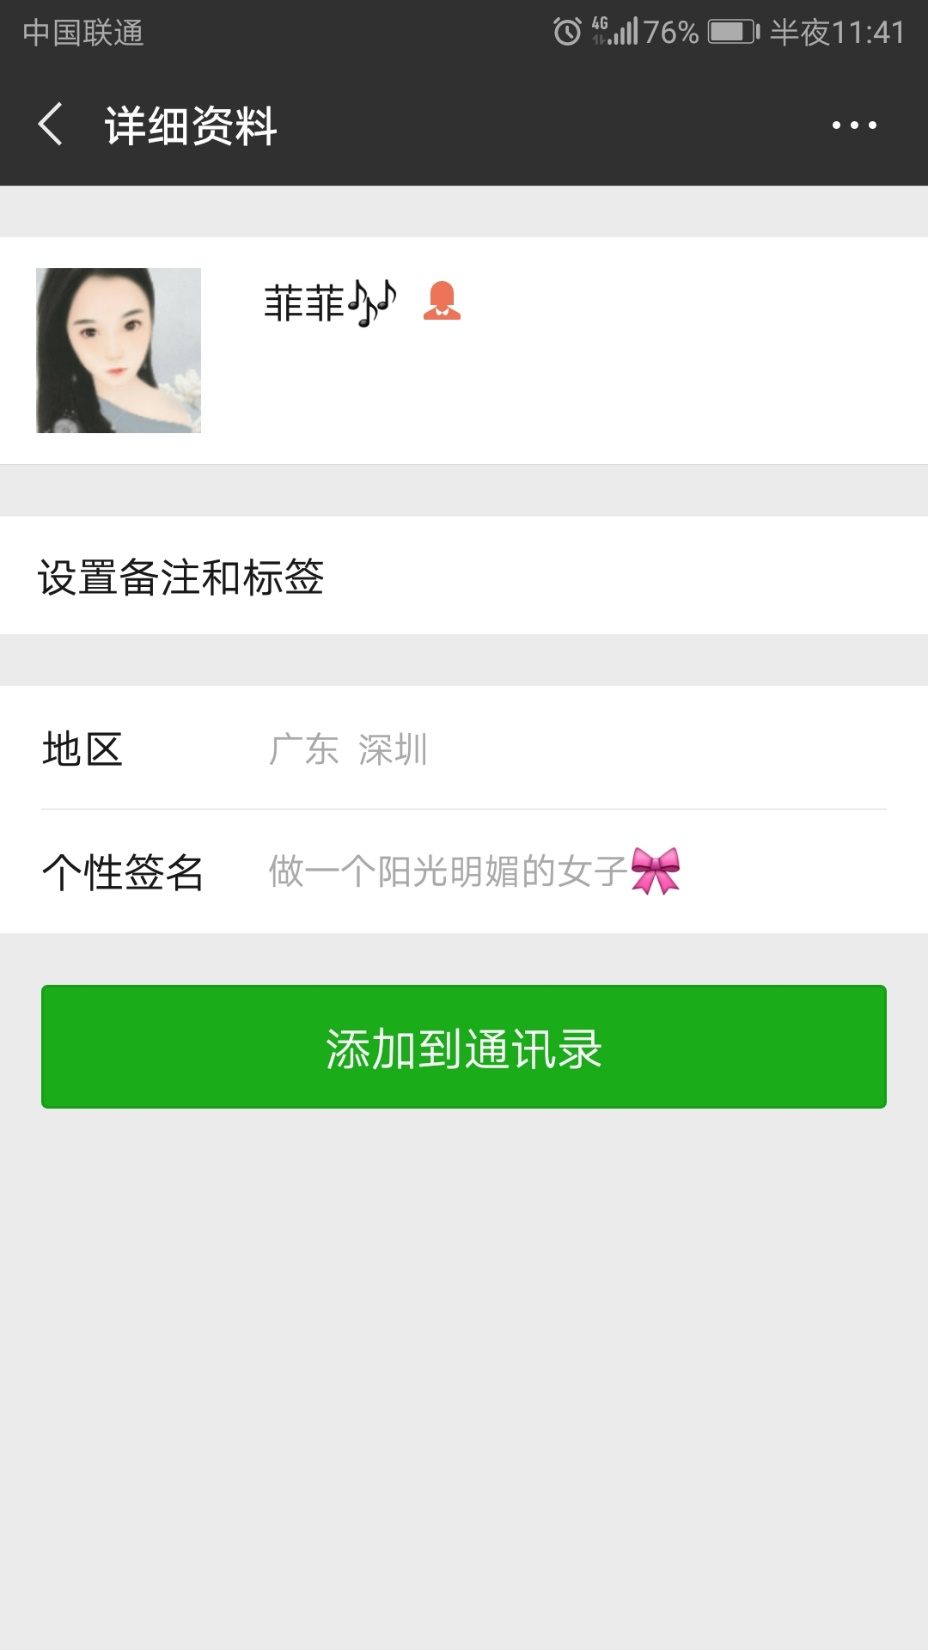 中国联通 4G 76% 半夜11:41
详细资料
菲菲🎶
设置备注和标签
地区 广东 深圳
个性签名 做一个阳光明媚的女子🎀
添加到通讯录